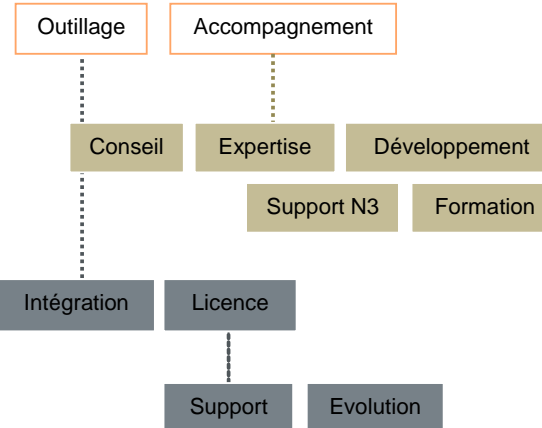 Outillage
Accompagnement
Conseil
Expertise
Développement
Support N3
Formation
Intégration
Licence
Support
Evolution